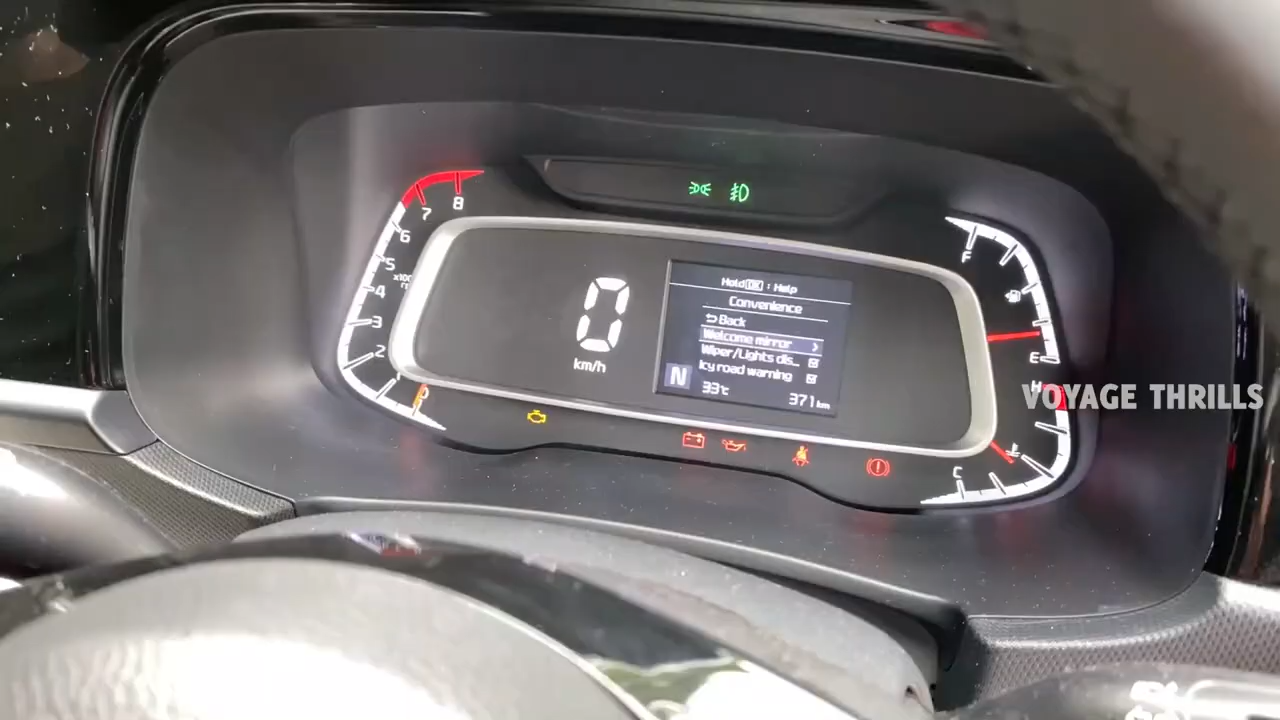 8
7
6
5
4
3
2
0
km/h
Hold OK : Help
Convenience
Back
Welcome mirror
Wiper/Lights dis...
Icy road warning
N
33℃
371km
F
E
H
C
VOYAGE THRILLS